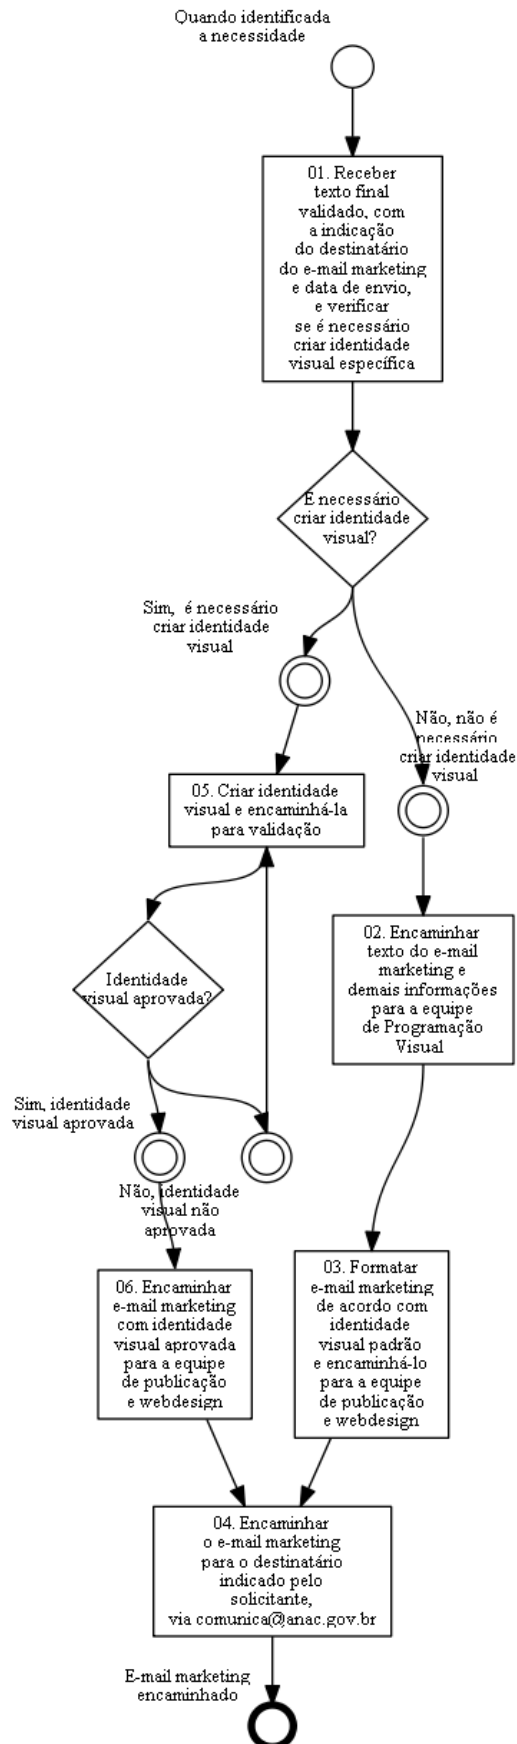 Quando identificada
a necessidade
01. Receber
texto final
validado, com
a indicação
do destinatário
do e-mail marketing
e data de envio,
e verificar
se é necessário
criar identidade
visual específica
É necessário
criar identidade
visual?
Sim,  é necessário
criar identidade
visual
Não, não é
necessário
criar identidade
visual
05. Criar identidade
visual e encaminhá-la
para validação
02. Encaminhar
texto do e-mail
marketing e
demais informações
para a equipe
de Programação
Visual
Identidade
visual aprovada?
Sim, identidade
visual aprovada
Não, identidade
visual não
aprovada
06. Encaminhar
e-mail marketing
com identidade
visual aprovada
para a equipe
de publicação
e webdesign
03. Formatar
e-mail marketing
de acordo com
identidade
visual padrão
e encaminhá-lo
para a equipe
de publicação
e webdesign
04. Encaminhar
o e-mail marketing
para o destinatário
indicado pelo
solicitante,
via comunica@anac.gov.br
E-mail marketing
encaminhado